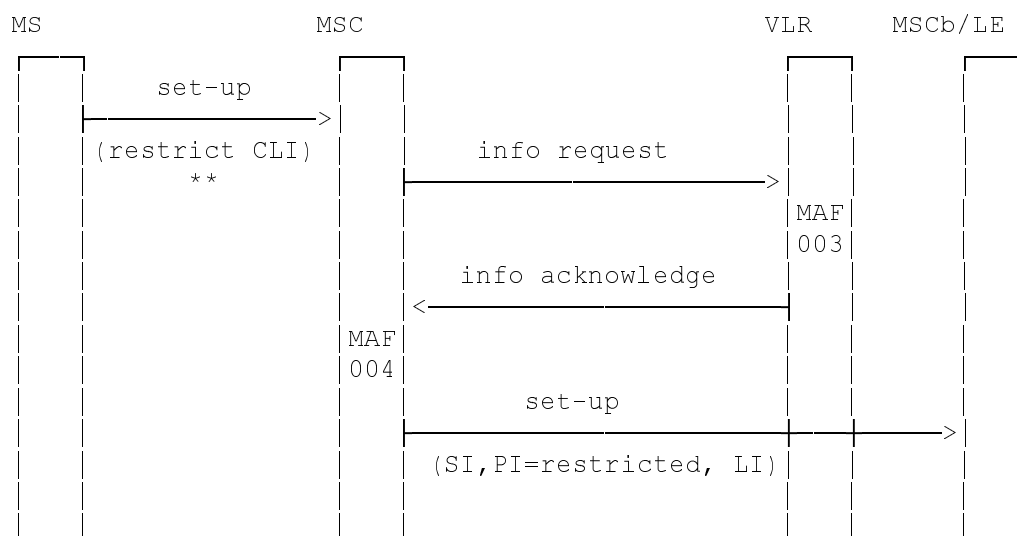 MS MSC VLR MSCb/LE
set-up
(restrict CLI)
**
info request
MAF
003
info acknowledge
MAF
004
set-up
(SI,PI=restricted, LI)